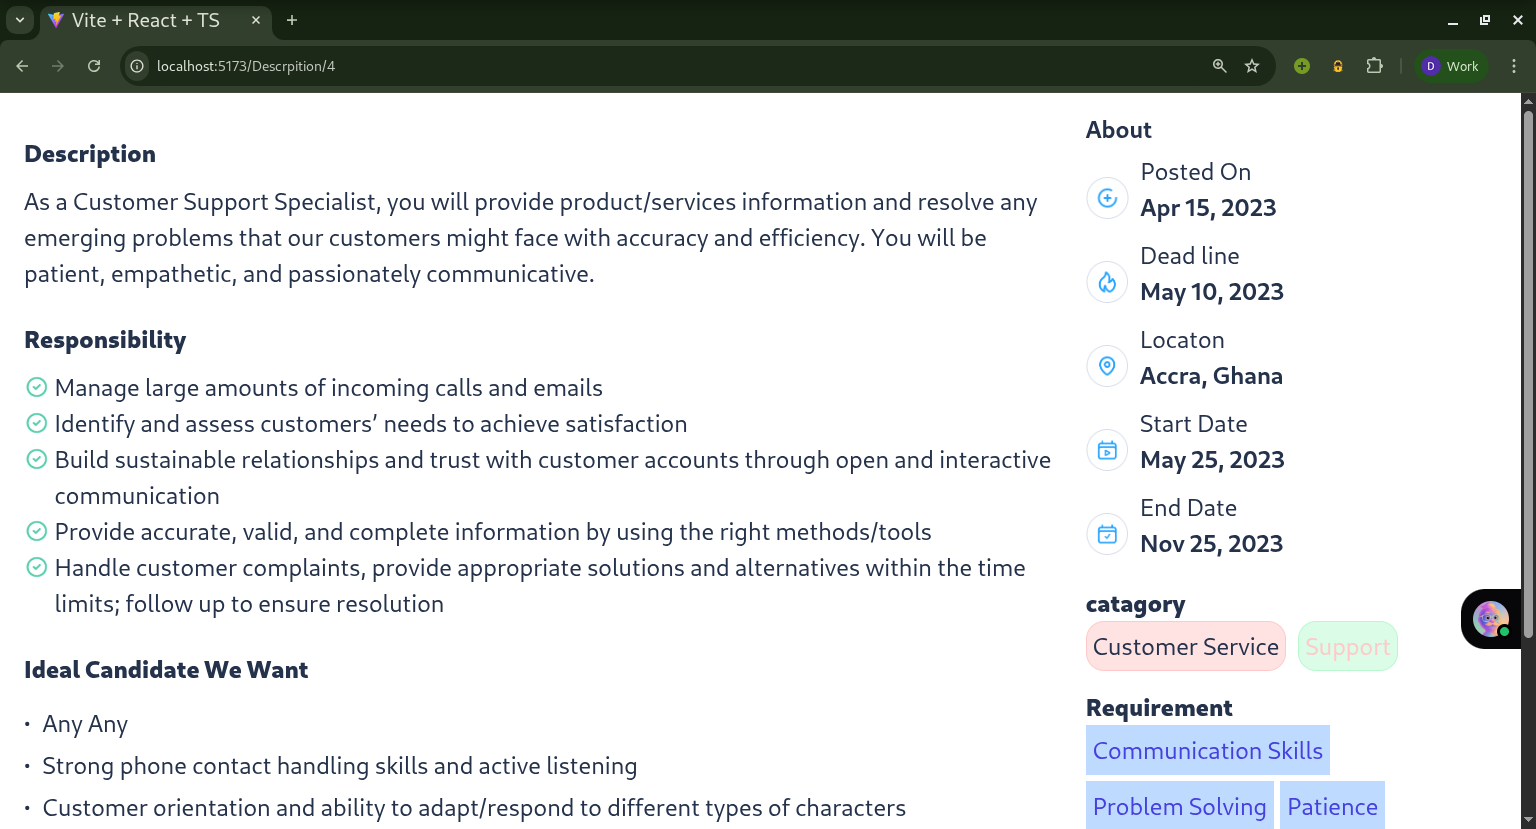 Vite + React + TS
localhost:5173/Descrpition/4
D Work
Description
As a Customer Support Specialist, you will provide product/services information and resolve any
emerging problems that our customers might face with accuracy and efficiency. You will be
patient, empathetic, and passionately communicative.
Responsibility
Manage large amounts of incoming calls and emails
Identify and assess customers’ needs to achieve satisfaction
Build sustainable relationships and trust with customer accounts through open and interactive
communication
Provide accurate, valid, and complete information by using the right methods/tools
Handle customer complaints, provide appropriate solutions and alternatives within the time
limits; follow up to ensure resolution
Ideal Candidate We Want
• Any Any
• Strong phone contact handling skills and active listening
• Customer orientation and ability to adapt/respond to different types of characters
About
Posted On
Apr 15, 2023
Dead line
May 10, 2023
Locaton
Accra, Ghana
Start Date
May 25, 2023
End Date
Nov 25, 2023
catagory
Customer Service Support
Requirement
Communication Skills
Problem Solving Patience